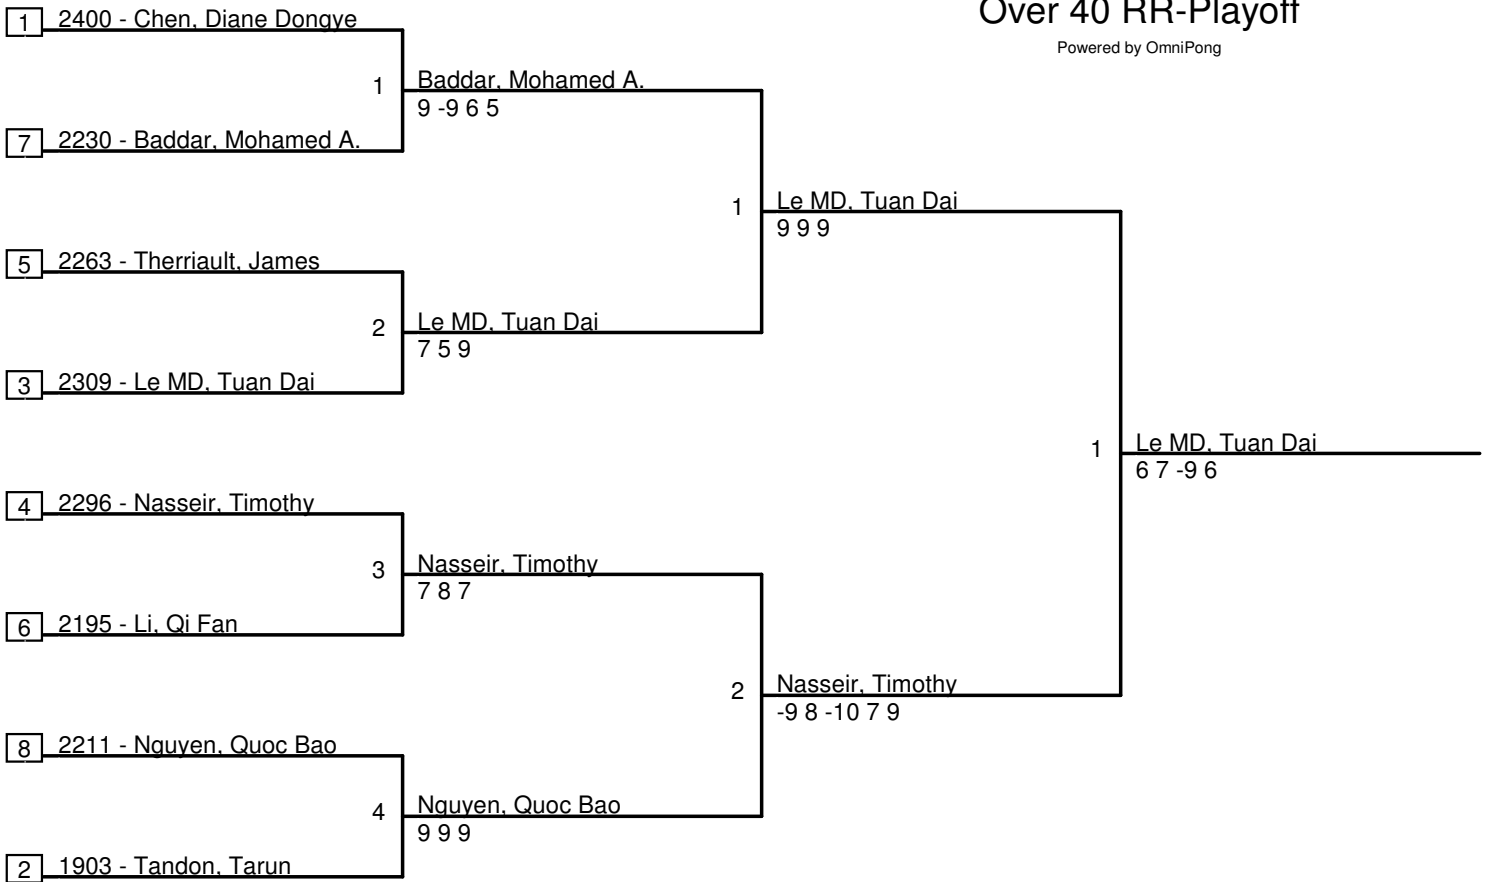 Over 40 RR-Playoff
Powered by OmniPong
1 2400 - Chen, Diane Dongye
1 Baddar, Mohamed A.
9 -9 6 5
7 2230 - Baddar, Mohamed A.
1 Le MD, Tuan Dai
9 9 9
5 2263 - Therriault, James
2 Le MD, Tuan Dai
7 5 9
3 2309 - Le MD, Tuan Dai
1 Le MD, Tuan Dai
6 7 -9 6
4 2296 - Nasseir, Timothy
3 Nasseir, Timothy
7 8 7
6 2195 - Li, Qi Fan
2 Nasseir, Timothy
-9 8 -10 7 9
8 2211 - Nguyen, Quoc Bao
4 Nguyen, Quoc Bao
9 9 9
2 1903 - Tandon, Tarun